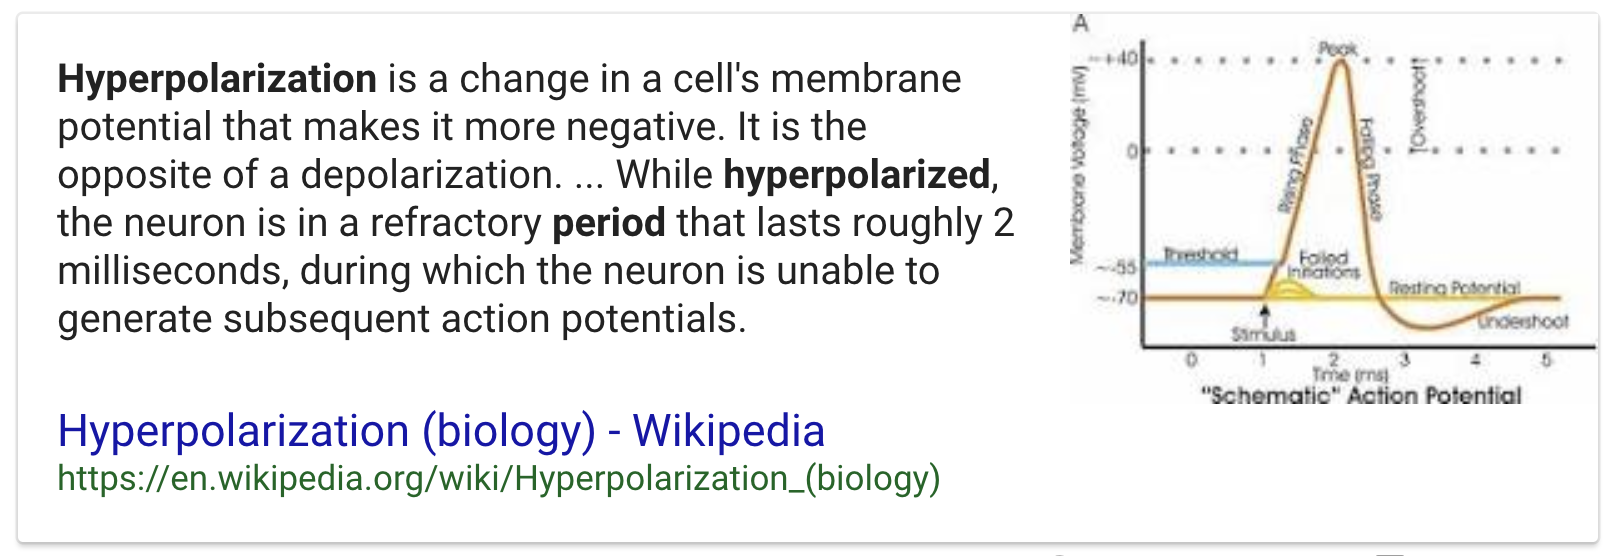 Hyperpolarization is a change in a cell's membrane
potential that makes it more negative. It is the
opposite of a depolarization. ... While hyperpolarized,
the neuron is in a refractory period that lasts roughly 2
milliseconds, during which the neuron is unable to
generate subsequent action potentials.
Hyperpolarization (biology) - Wikipedia
https://en.wikipedia.org/wiki/Hyperpolarization_(biology)
A
Peak
~+40
Overshoot
Membrane Voltage (mv)
Rising Phase
Falling Phase
0
Threshold
Failed
Initiations
~-55
Resting Potential
~-70
Undershoot
Stimulus
0 1 2 3 4 5
Time (ms)
"Schematic" Action Potential